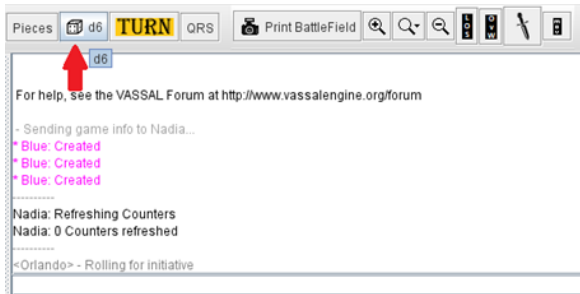 Pieces d6 TURN QRS Print BattleField LOS OYW
d6
For help, see the VASSAL Forum at http://www.vassalengine.org/forum
- Sending game info to Nadia...
* Blue: Created
* Blue: Created
* Blue: Created
----------
Nadia: Refreshing Counters
Nadia: 0 Counters refreshed
----------
<Orlando> - Rolling for initiative